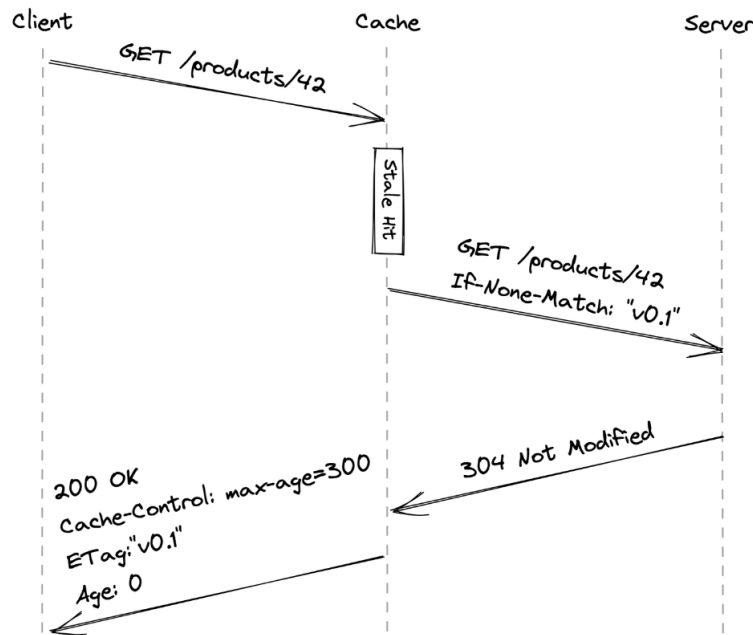 Client
Cache
Server
GET /products/42
Stale Hit
GET /products/42
If-None-Match: "v0.1"
304 Not Modified
200 OK
Cache-Control: max-age=300
ETag:"v0.1"
Age: 0